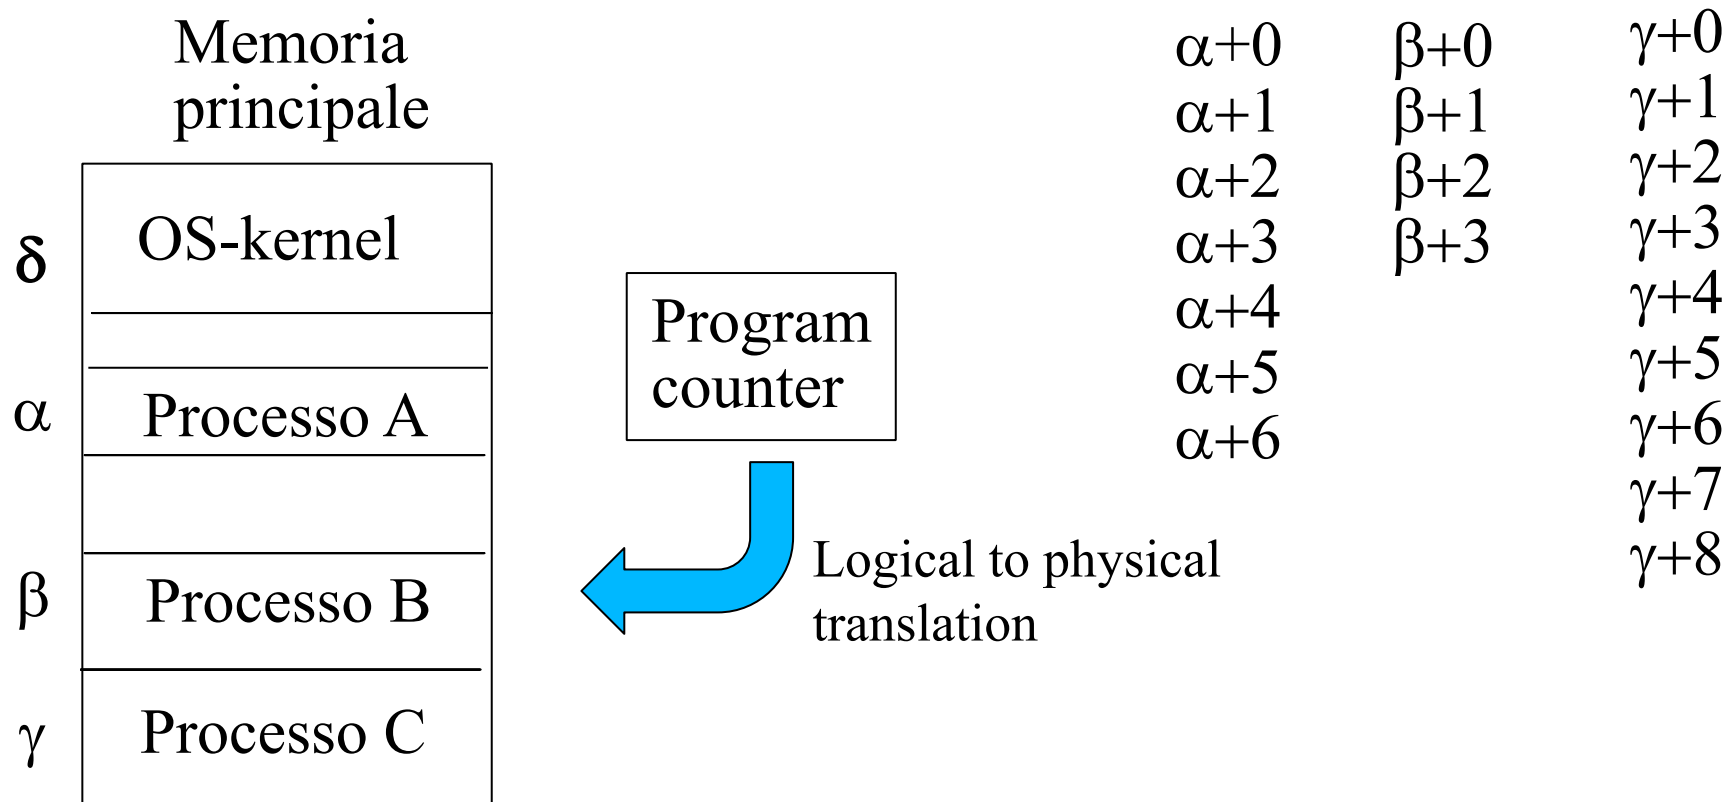 Memoria
principale
δ
OS-kernel
α
Processo A
β
Processo B
γ
Processo C
Program
counter
Logical to physical
translation
α+0
α+1
α+2
α+3
α+4
α+5
α+6
β+0
β+1
β+2
β+3
γ+0
γ+1
γ+2
γ+3
γ+4
γ+5
γ+6
γ+7
γ+8